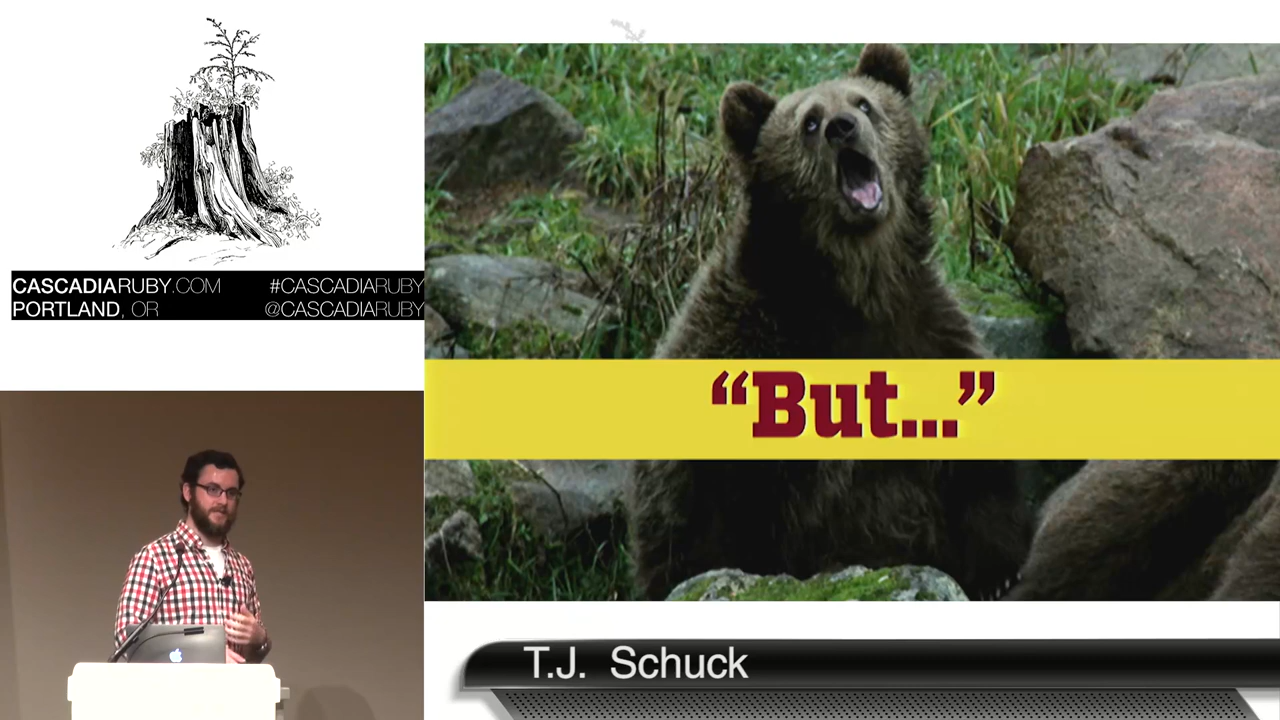 CASCADIARUBY.COM #CASCADIARUBY
PORTLAND, OR @CASCADIARUBY
“But...”
T.J. Schuck